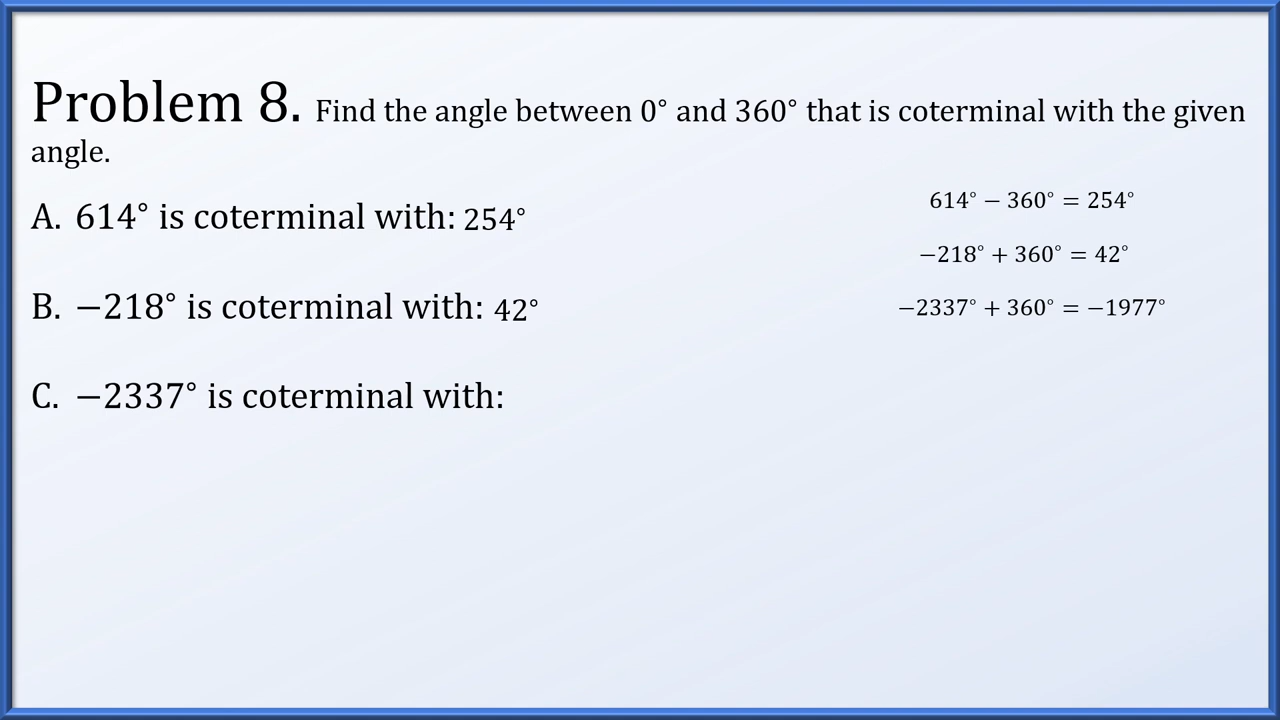 Problem 8. Find the angle between 0° and 360° that is coterminal with the given
angle.
A. 614° is coterminal with: 254°
614° − 360° = 254°
−218° + 360° = 42°
B. −218° is coterminal with: 42°
−2337° + 360° = −1977°
C. −2337° is coterminal with: